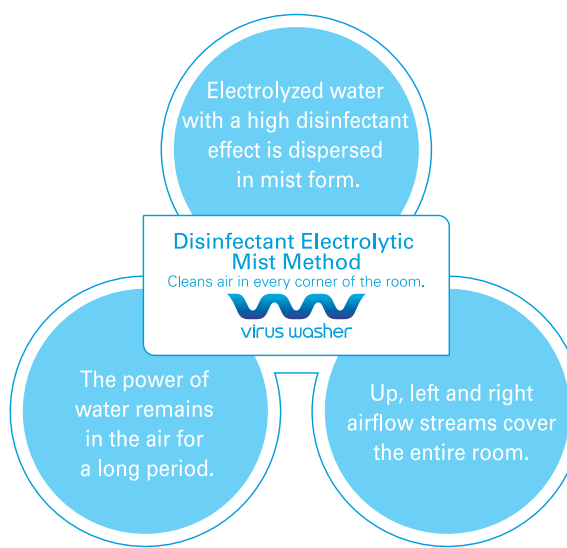 Electrolyzed water
with a high disinfectant
effect is dispersed
in mist form.
Disinfectant Electrolytic
Mist Method
Cleans air in every corner of the room.
virus washer
The power of
water remains
in the air for
a long period.
Up, left and right
airflow streams cover
the entire room.